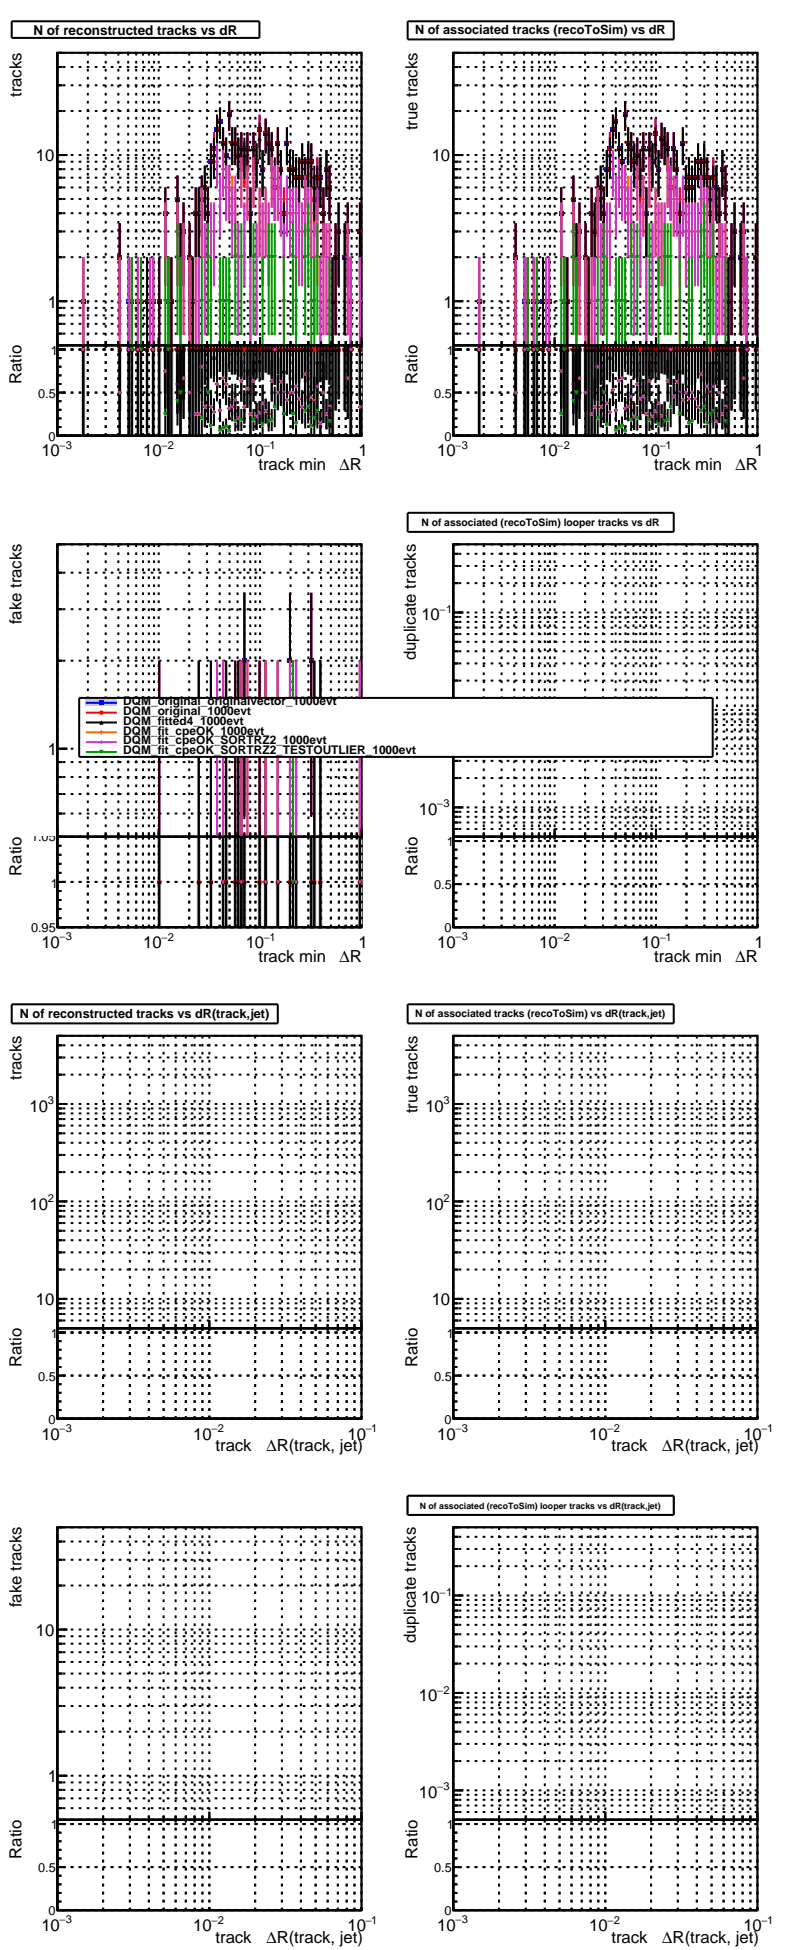 N of reconstructed tracks vs dR
N of associated tracks (recoToSim) vs dR
tracks
10
1
Ratio
1
0.5
0
10⁻³
10⁻²
10⁻¹
1
track min ΔR
true tracks
10
1
Ratio
1
0.5
0
10⁻³
10⁻²
10⁻¹
1
track min ΔR
N of associated (recoToSim) looper tracks vs dR
fake tracks
1
Ratio
1.05
1
0.95
10⁻³
10⁻²
10⁻¹
1
track min ΔR
duplicate tracks
10⁻¹
10⁻³
Ratio
1
0.5
0
10⁻³
10⁻²
10⁻¹
1
track min ΔR
DQM_original_originalvector_1000evt
DQM_original_1000evt
DQM_fitted4_1000evt
DQM_fit_cpeOK_1000evt
DQM_fit_cpeOK_SORTRZ2_1000evt
DQM_fit_cpeOK_SORTRZ2_TESTOUTLIER_1000evt
N of reconstructed tracks vs dR(track,jet)
N of associated tracks (recoToSim) vs dR(track,jet)
tracks
10³
10²
10
Ratio
1
0.5
0
10⁻³
10⁻²
10⁻¹
track ΔR(track, jet)
true tracks
10³
10²
10
Ratio
1
0.5
0
10⁻³
10⁻²
10⁻¹
track ΔR(track, jet)
N of associated (recoToSim) looper tracks vs dR(track,jet)
fake tracks
10
1
Ratio
1
0.5
0
10⁻³
10⁻²
10⁻¹
track ΔR(track, jet)
duplicate tracks
10⁻¹
10⁻²
10⁻³
Ratio
1
0.5
0
10⁻³
10⁻²
10⁻¹
track ΔR(track, jet)